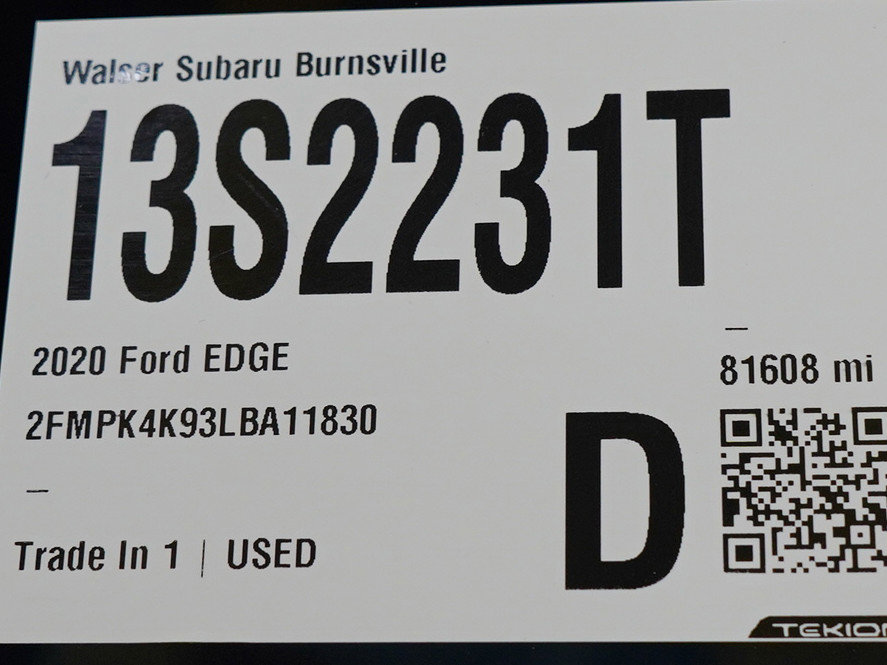 Walser Subaru Burnsville
13S2231T
2020 Ford EDGE
–
81608 mi
2FMPK4K93LBA11830
–
D
Trade In 1 | USED
TEKION